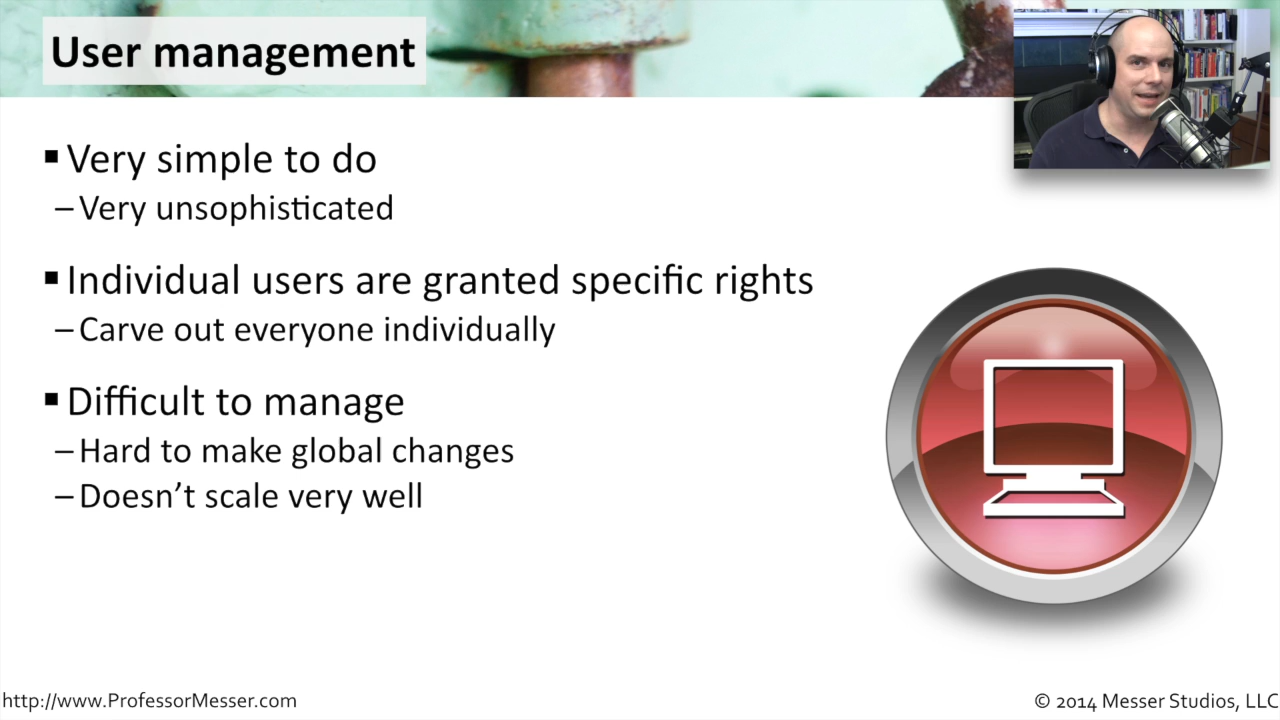 User management
▪ Very simple to do
– Very unsophisticated
▪ Individual users are granted specific rights
– Carve out everyone individually
▪ Difficult to manage
– Hard to make global changes
– Doesn’t scale very well
http://www.ProfessorMesser.com
© 2014 Messer Studios, LLC